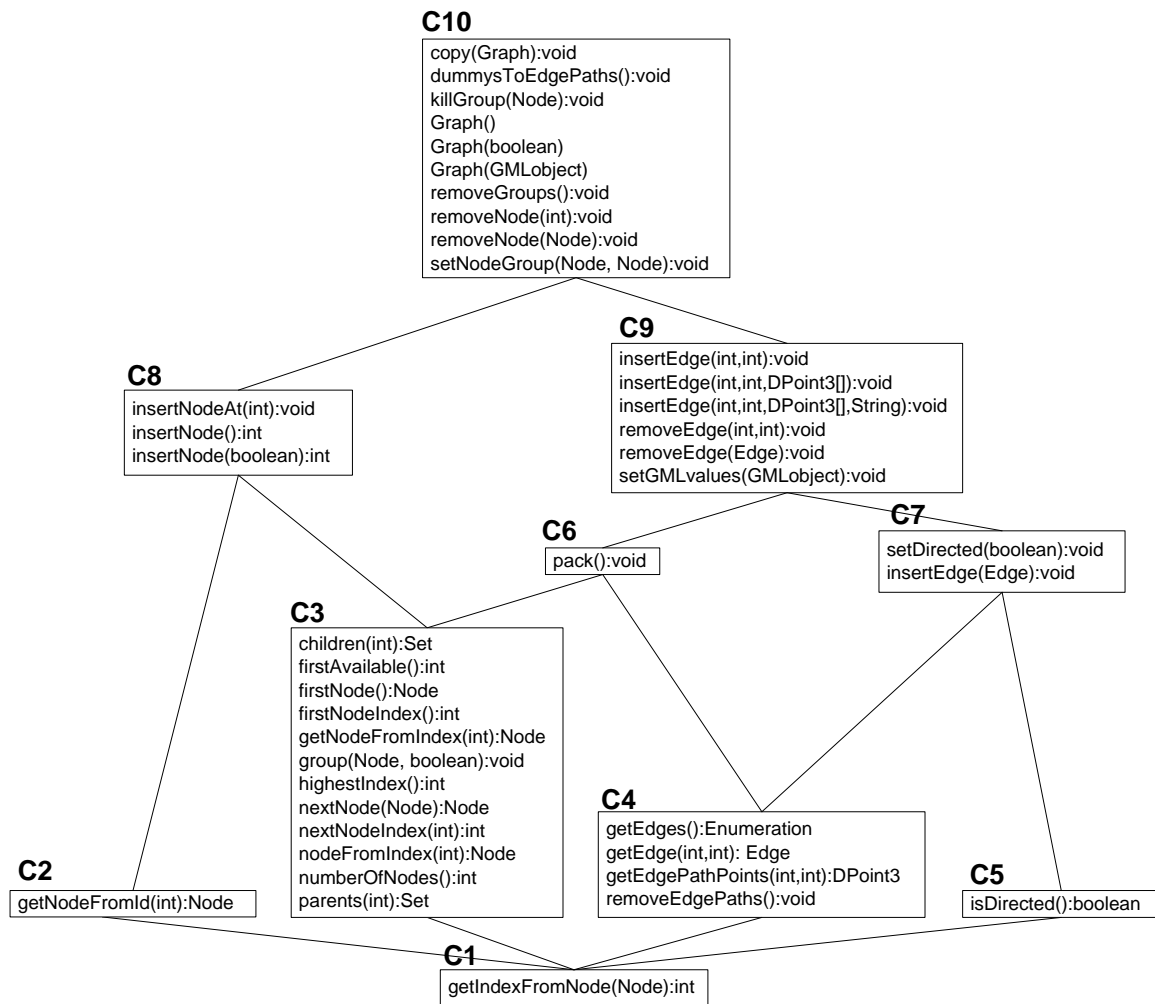 C10
copy(Graph):void
dummysToEdgePaths():void
killGroup(Node):void
Graph()
Graph(boolean)
Graph(GMLobject)
removeGroups():void
removeNode(int):void
removeNode(Node):void
setNodeGroup(Node, Node):void
C9
insertEdge(int,int):void
insertEdge(int,int,DPoint3[]):void
insertEdge(int,int,DPoint3[],String):void
removeEdge(int,int):void
removeEdge(Edge):void
setGMLvalues(GMLobject):void
C8
insertNodeAt(int):void
insertNode():int
insertNode(boolean):int
C7
setDirected(boolean):void
insertEdge(Edge):void
C6
pack():void
C3
children(int):Set
firstAvailable():int
firstNode():Node
firstNodeIndex():int
getNodeFromIndex(int):Node
group(Node, boolean):void
highestIndex():int
nextNode(Node):Node
nextNodeIndex(int):int
nodeFromIndex(int):Node
numberOfNodes():int
parents(int):Set
C4
getEdges():Enumeration
getEdge(int,int): Edge
getEdgePathPoints(int,int):DPoint3
removeEdgePaths():void
C2
getNodeFromId(int):Node
C5
isDirected():boolean
C1
getIndexFromNode(Node):int